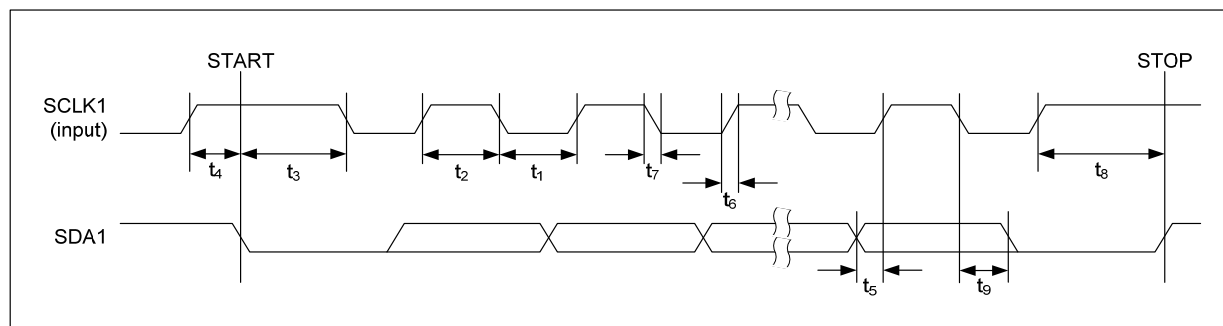 START
STOP
SCLK1
(input)
t4
t3
t2
t1
t7
t6
t8
SDA1
t5
t9